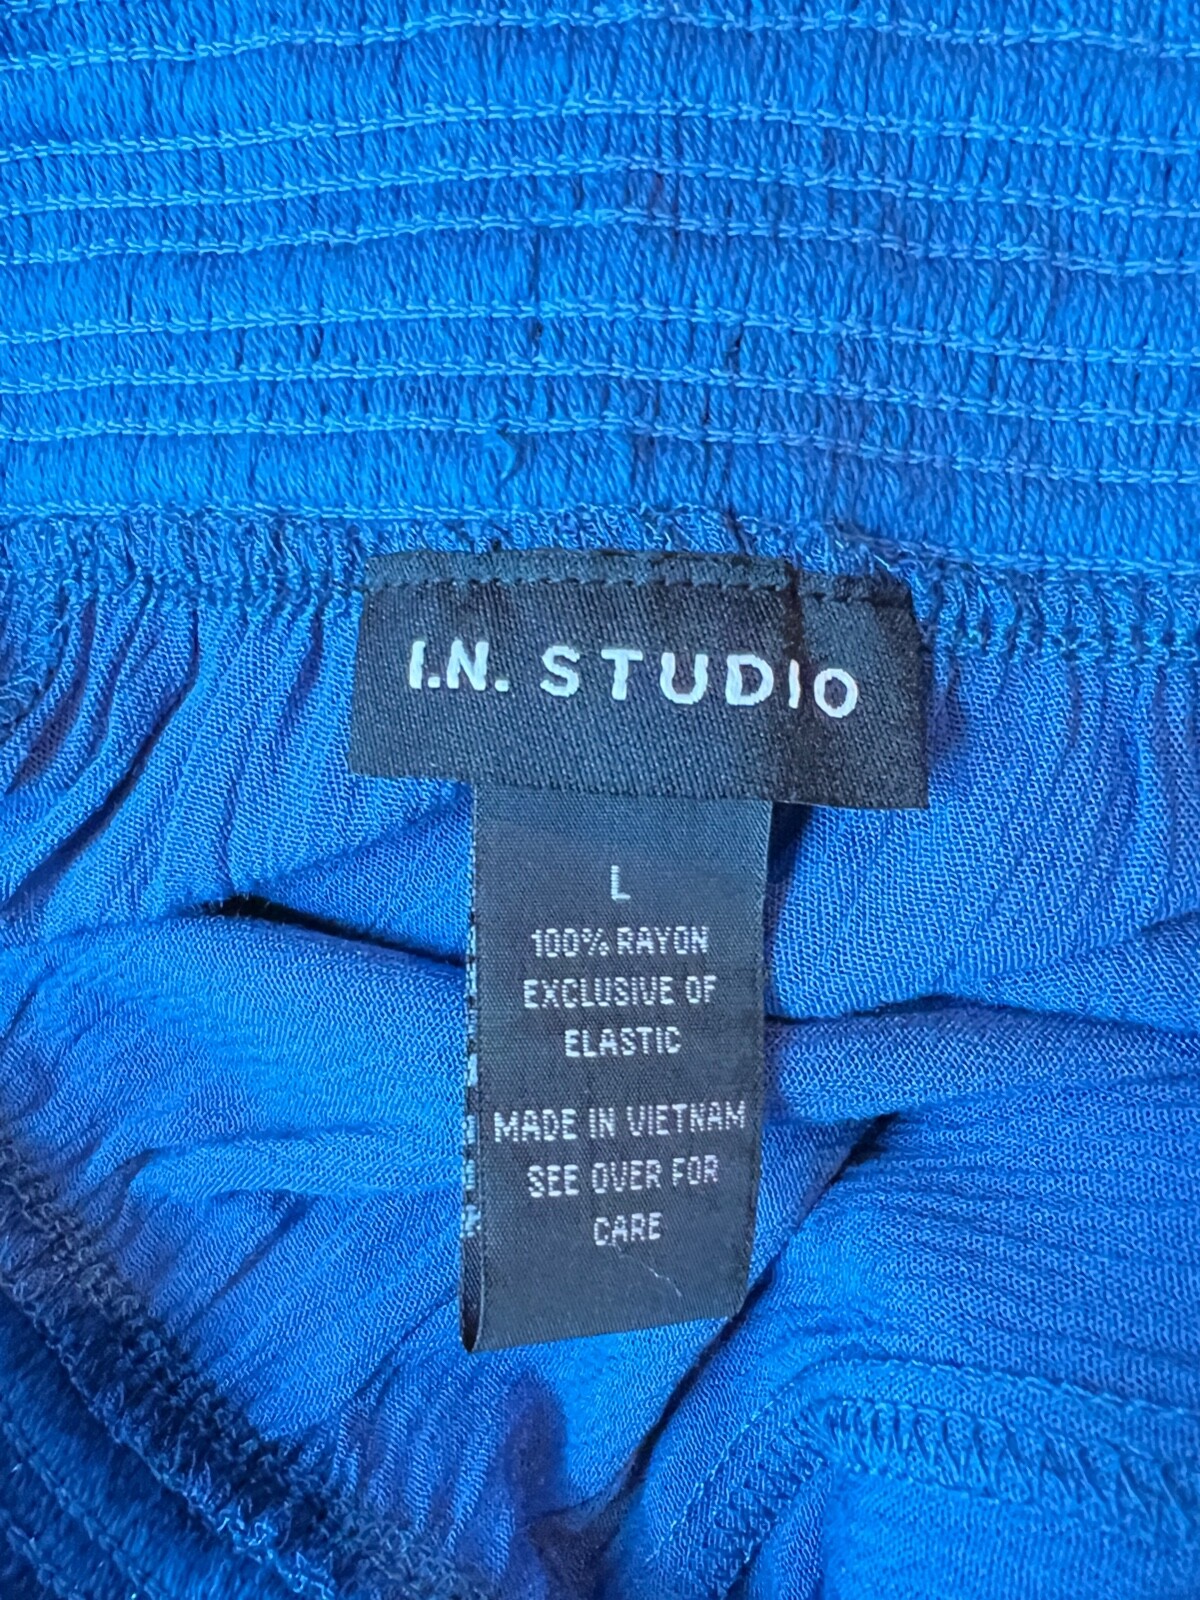 I.N. STUDIO
L
100% RAYON
EXCLUSIVE OF
ELASTIC
MADE IN VIETNAM
SEE OVER FOR
CARE